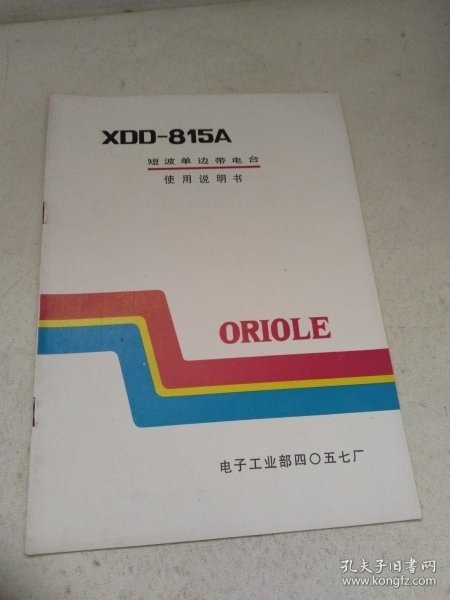 XDD-815A
短波单边带电台
使用说明书
ORIOLE
电子工业部四〇五七厂
孔夫子旧书网
www.kongfz.com